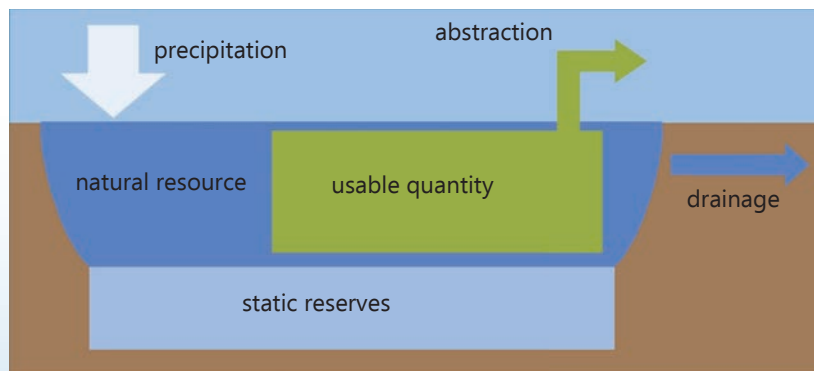 abstraction
precipitation
natural resource
usable quantity
drainage
static reserves